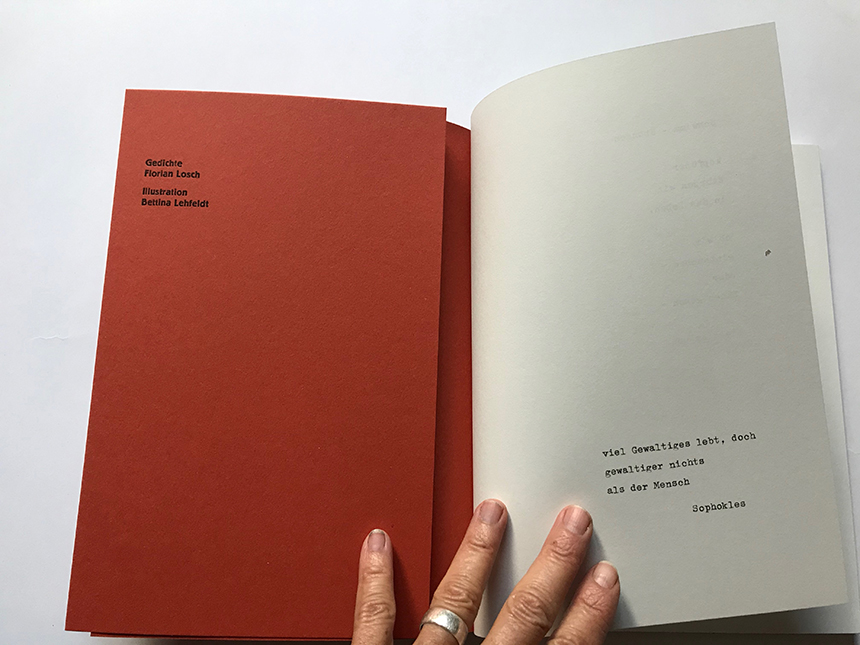 Gedichte
Florian Losch
Illustration
Bettina Lehfeldt
viel Gewaltiges lebt, doch
gewaltiger nichts
als der Mensch
Sophokles